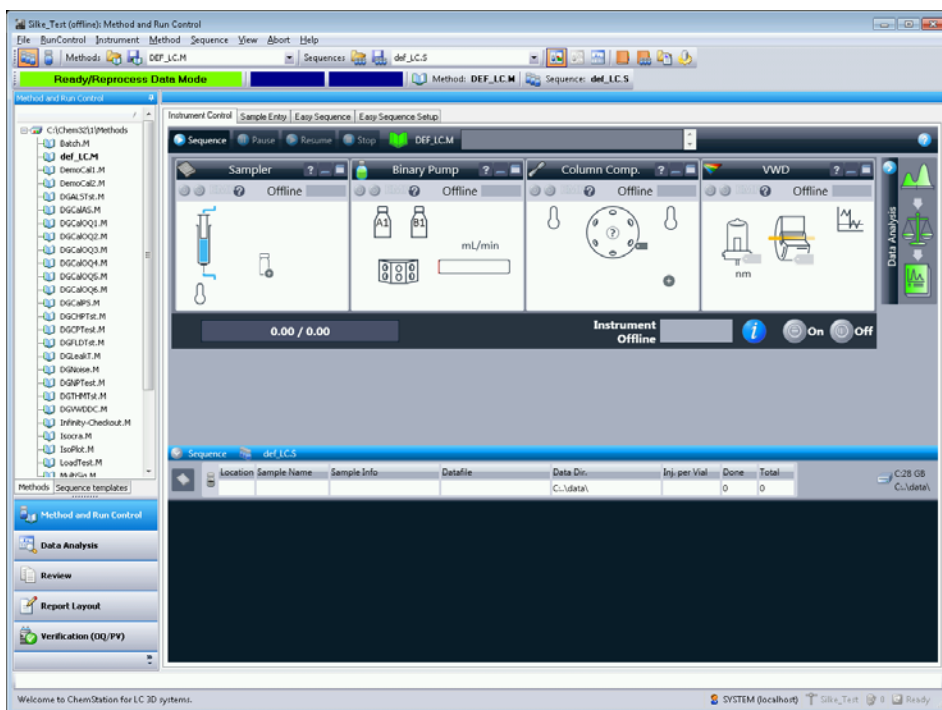 Silke_Test (offline): Method and Run Control
File RunControl Instrument Method Sequence View Abort Help
Methods DEF_LC.M Sequences def_LC.S
Ready/Reprocess Data Mode Method: DEF_LC.M Sequence: def_LC.S
Method and Run Control
Instrument Control Sample Entry Easy Sequence Easy Sequence Setup
C:\Chem32\1\Methods
Batch.M
def_LC.M
DemoCal1.M
DemoCal2.M
DGALSTst.M
DGCalAS.M
DGCalOQ1.M
DGCalOQ2.M
DGCalOQ3.M
DGCalOQ4.M
DGCalOQ5.M
DGCalOQ6.M
DGCalPS.M
DGCHPTst.M
DGCPTest.M
DGFLDTst.M
DGLeakT.M
DGNoise.M
DGNPTest.M
DGTHMTst.M
DGVWDDC.M
Infinity-Checkout.M
Isocra.M
IsoPlot.M
LoadTest.M
Methods Sequence templates
Method and Run Control
Data Analysis
Review
Report Layout
Verification (OQ/PV)
Sequence Pause Resume Stop DEF_LC.M
Sampler ? Binary Pump ? Column Comp. ? VWD ?
? Offline ? Offline ? Offline ? Offline
A1 B1
mL/min
?
nm
Data Analysis
0.00 / 0.00
Instrument Offline
i On Off
Sequence def_LC.S
Location Sample Name Sample Info Datafile Data Dir. Inj. per Vial Done Total
C:..\data\ 0 0
C:28 GB
C:..\data\
Welcome to ChemStation for LC 3D systems.
SYSTEM (localhost) Silke_Test 0 Ready